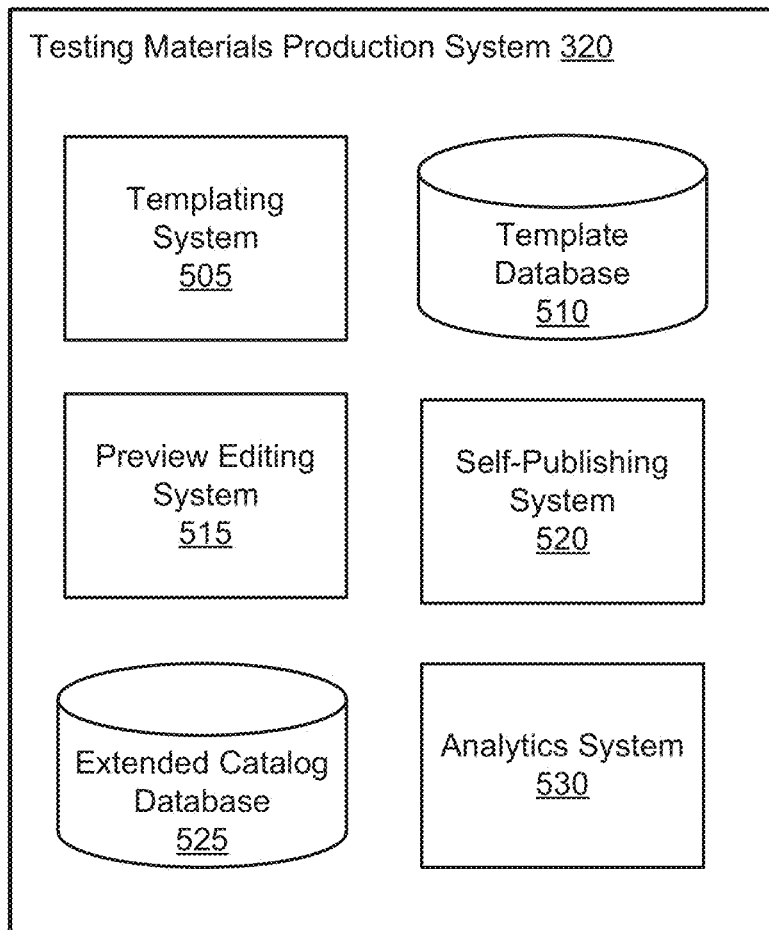 Testing Materials Production System 320
Templating
System
505
Template
Database
510
Preview Editing
System
515
Self-Publishing
System
520
Extended Catalog
Database
525
Analytics System
530